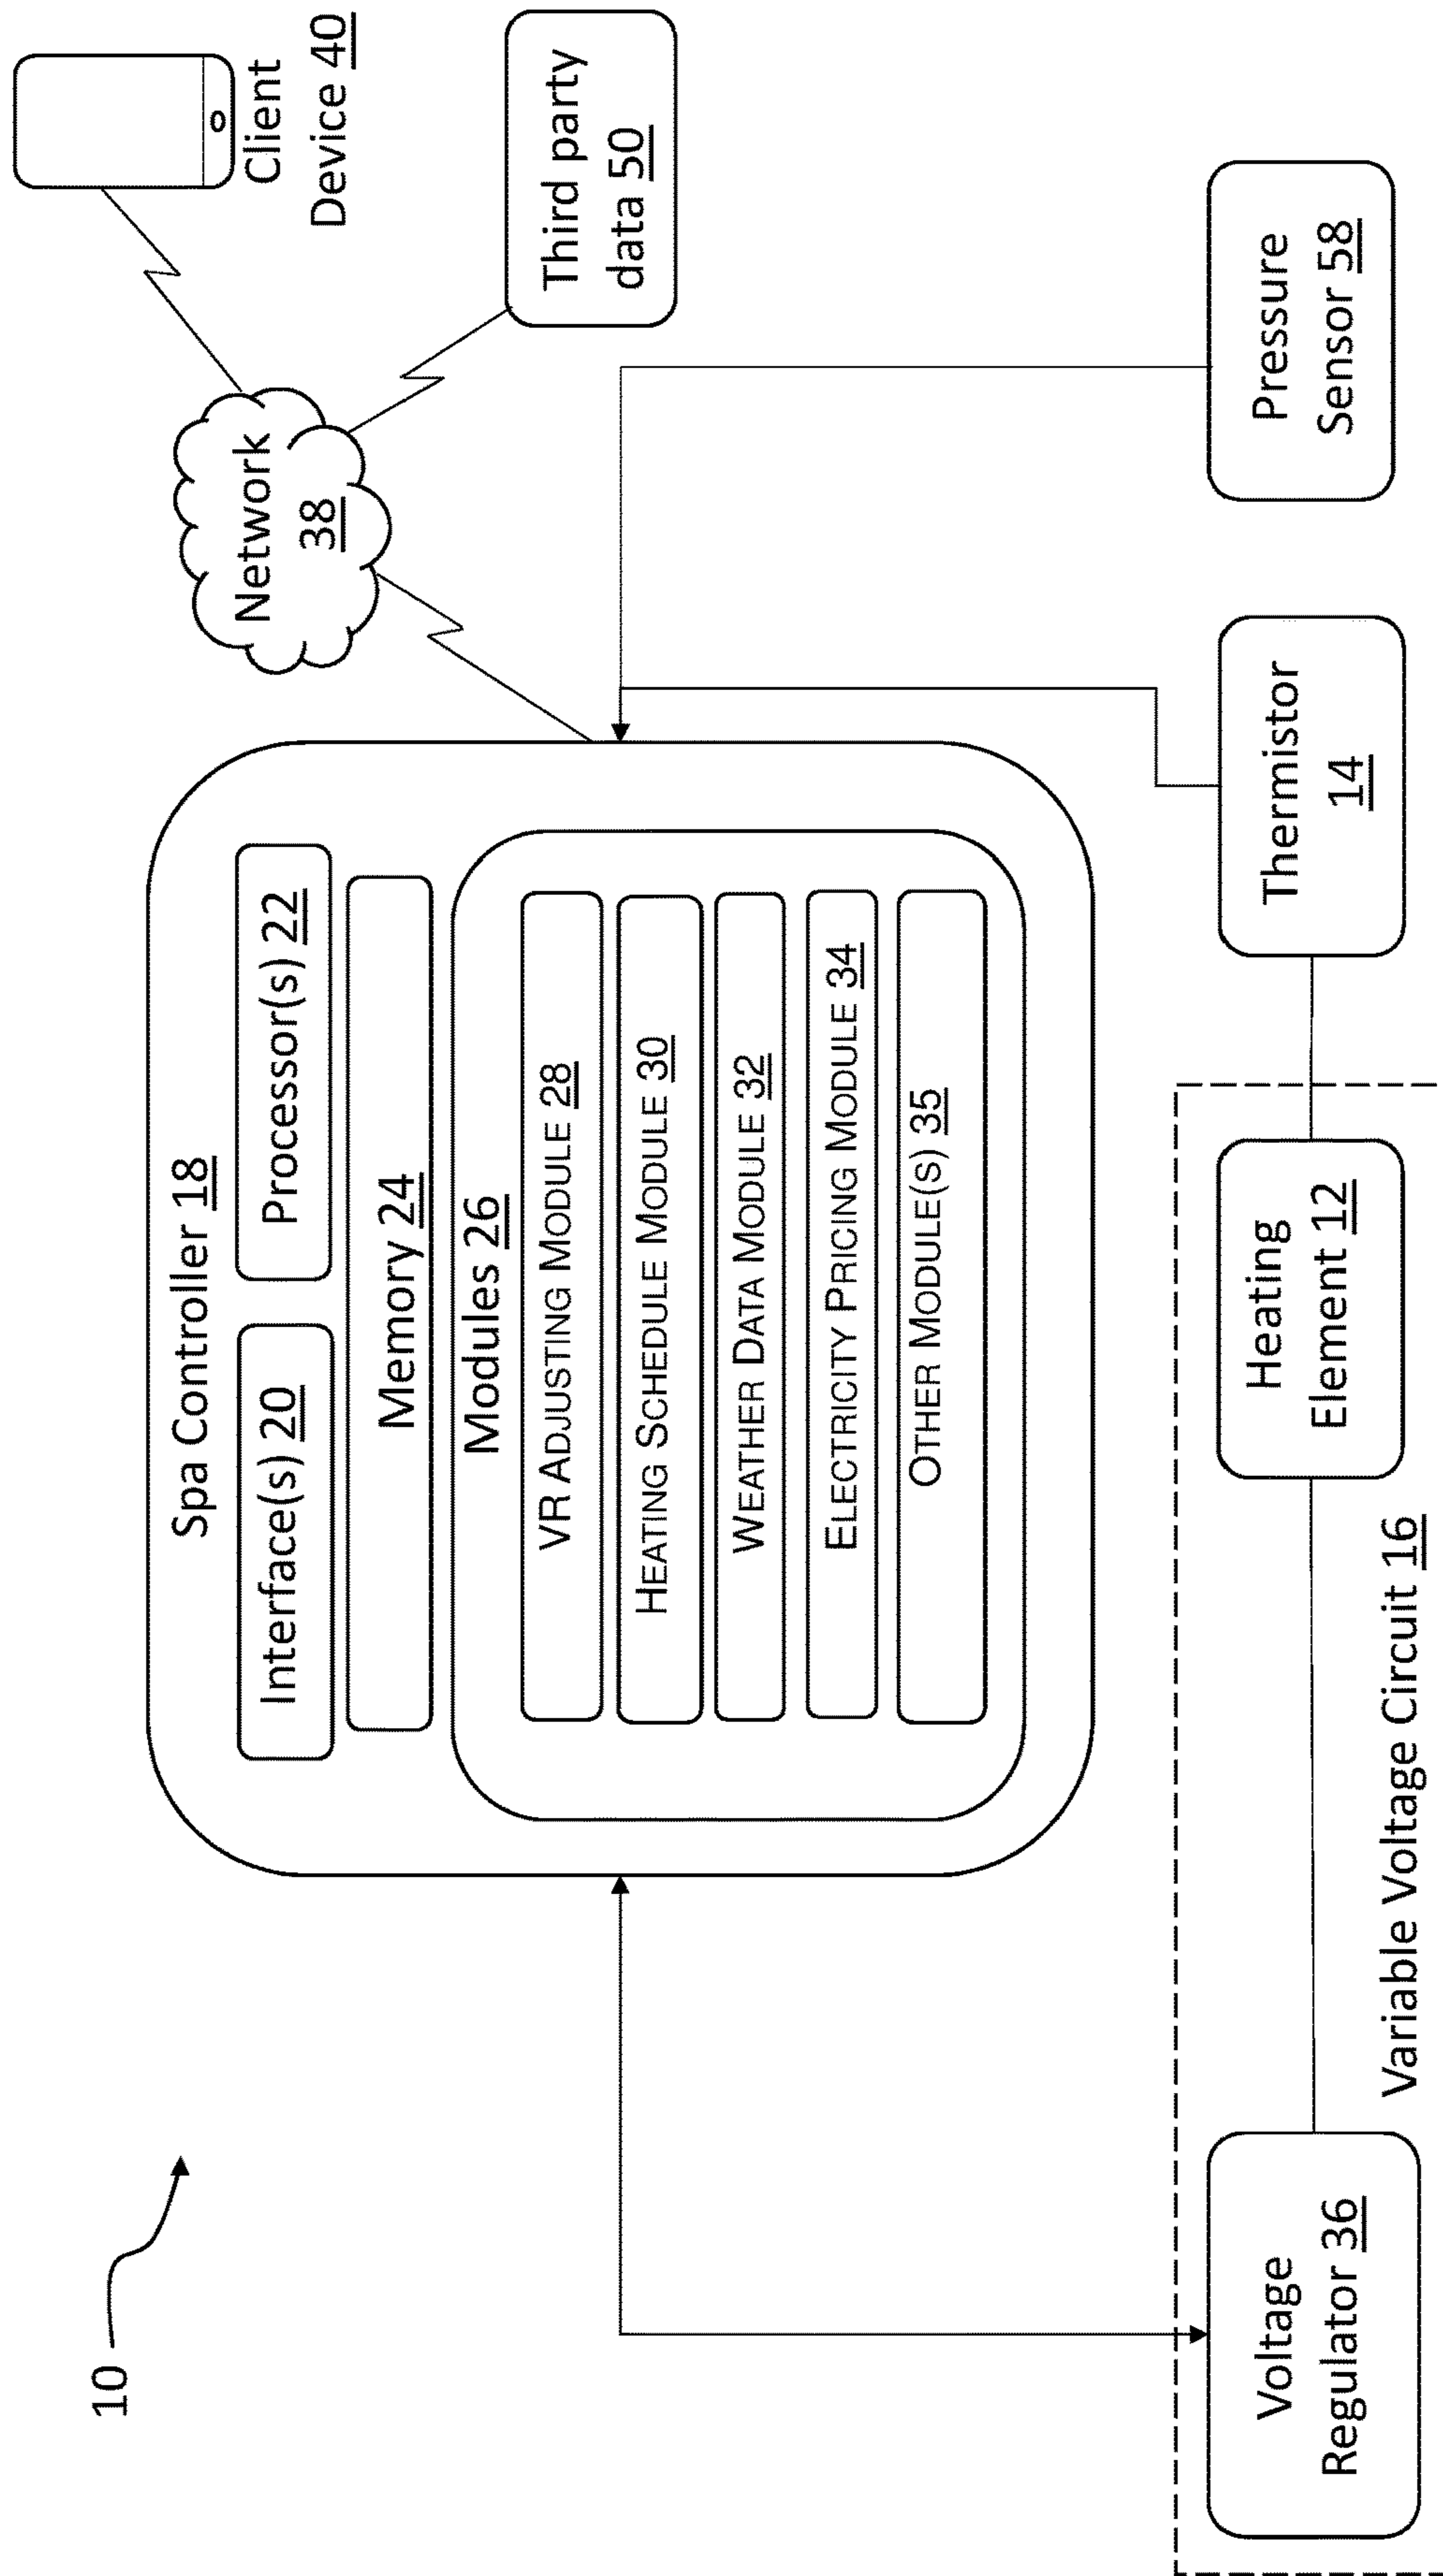 10
Spa Controller 18
Interface(s) 20
Processor(s) 22
Memory 24
Modules 26
VR ADJUSTING MODULE 28
HEATING SCHEDULE MODULE 30
WEATHER DATA MODULE 32
ELECTRICITY PRICING MODULE 34
OTHER MODULE(S) 35
Network
38
Client
Device 40
Third party
data 50
Voltage
Regulator 36
Heating
Element 12
Thermistor
14
Pressure
Sensor 58
Variable Voltage Circuit 16